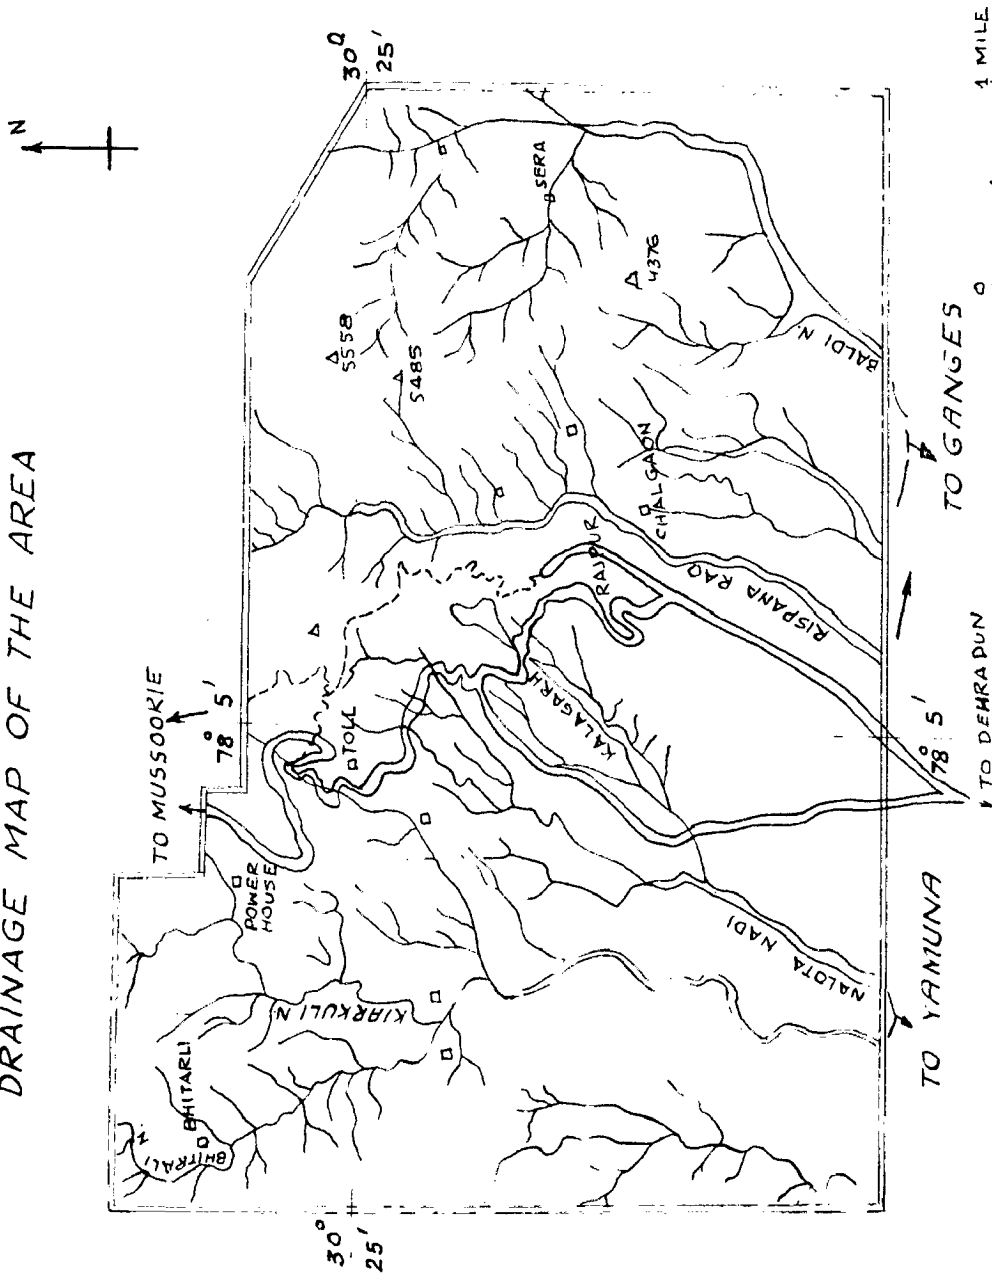 DRAINAGE MAP OF THE AREA
N
TO MUSSOORIE
78° 5'
30° 25'
30° 25'
BHITARLI
BHITRALI N.
POWER
HOUSE
KIARKULI N
TOLL
5558
5485
SERA
4376
KALAGARH
RAJPUR
CHALGAON
RISPANA RAO
BALDI N.
NALOTA NADI
TO YAMUNA
78° 5'
TO DEHRADUN
TO GANGES
0
1 MILE